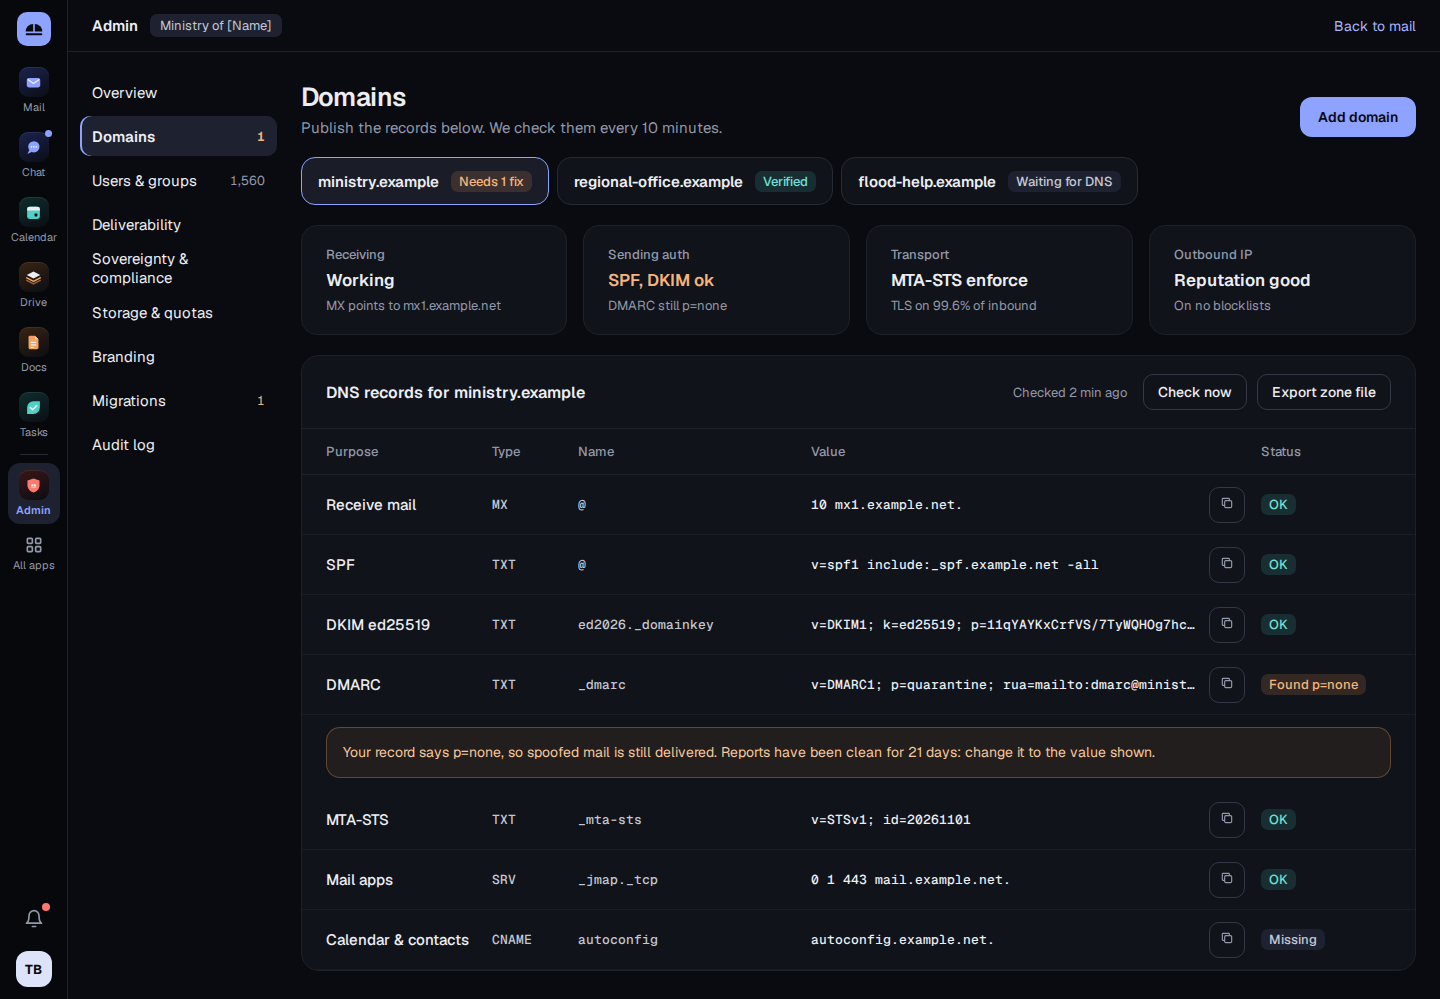 Admin
Ministry of [Name]
Back to mail
Mail
Chat
Calendar
Drive
Docs
Tasks
Admin
All apps
TB
Overview
Domains 1
Users & groups 1,560
Deliverability
Sovereignty &
compliance
Storage & quotas
Branding
Migrations 1
Audit log
Domains
Publish the records below. We check them every 10 minutes.
Add domain
ministry.example Needs 1 fix
regional-office.example Verified
flood-help.example Waiting for DNS
Receiving
Working
MX points to mx1.example.net
Sending auth
SPF, DKIM ok
DMARC still p=none
Transport
MTA-STS enforce
TLS on 99.6% of inbound
Outbound IP
Reputation good
On no blocklists
DNS records for ministry.example
Checked 2 min ago
Check now
Export zone file
Purpose Type Name Value Status
Receive mail MX @ 10 mx1.example.net. OK
SPF TXT @ v=spf1 include:_spf.example.net -all OK
DKIM ed25519 TXT ed2026._domainkey v=DKIM1; k=ed25519; p=11qYAYKxCrfVS/7TyWQHOg7hc… OK
DMARC TXT _dmarc v=DMARC1; p=quarantine; rua=mailto:dmarc@minist… Found p=none
Your record says p=none, so spoofed mail is still delivered. Reports have been clean for 21 days: change it to the value shown.
MTA-STS TXT _mta-sts v=STSv1; id=20261101 OK
Mail apps SRV _jmap._tcp 0 1 443 mail.example.net. OK
Calendar & contacts CNAME autoconfig autoconfig.example.net. Missing